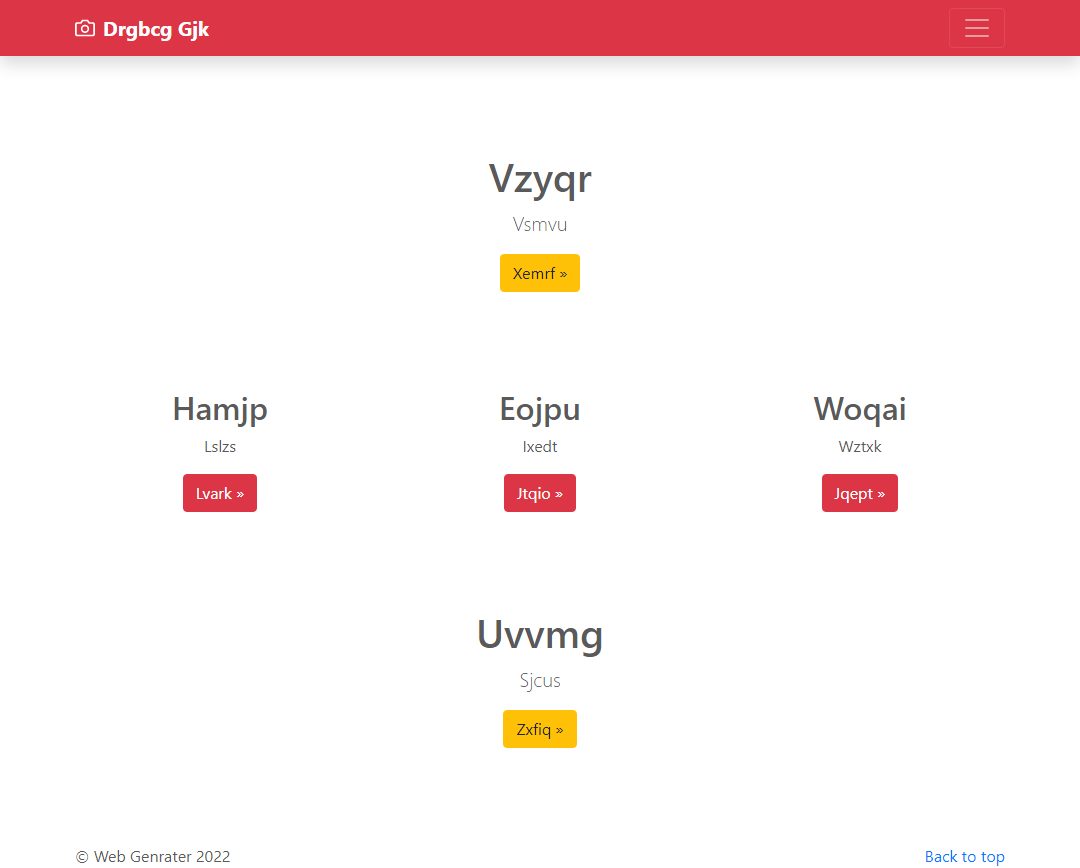 Drgbcg Gjk
Vzyqr
Vsmvu
Xemrf »
Hamjp
Lslzs
Lvark »
Eojpu
Ixedt
Jtqio »
Woqai
Wztxk
Jqept »
Uvvmg
Sjcus
Zxfiq »
© Web Genrater 2022
Back to top